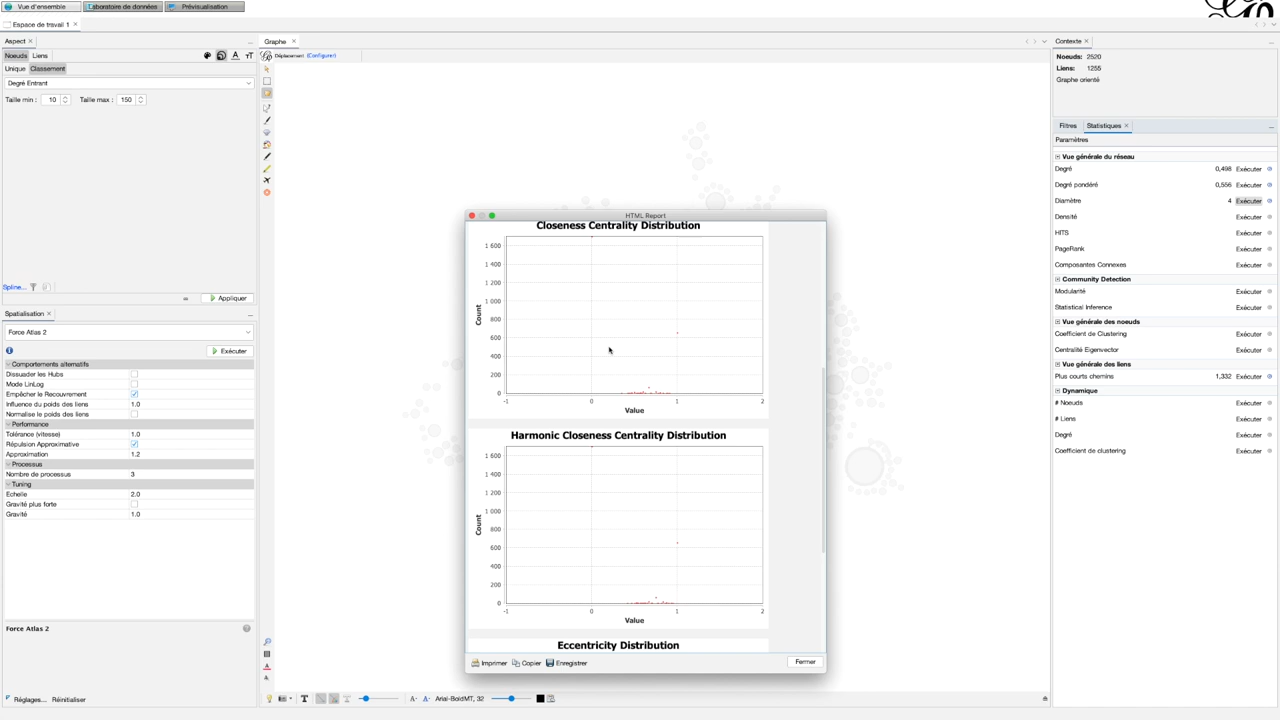 Vue d'ensemble
Laboratoire de données
Prévisualisation
Espace de travail 1
Aspect
Noeuds Liens
Unique Classement
Degré Entrant
Taille min : 10 Taille max : 150
Spline...
Appliquer
Spatialisation
Force Atlas 2
Exécuter
Comportements alternatifs
Dissuader les Hubs
Mode LinLog
Empêcher le Recouvrement
Influence du poids des liens 1.0
Normalise le poids des liens
Performance
Tolérance (vitesse) 1.0
Répulsion Approximative
Approximation 1.2
Processus
Nombre de processus 3
Tuning
Echelle 2.0
Gravité plus forte
Gravité 1.0
Force Atlas 2
Réglages... Réinitialiser
Graphe
Déplacement (Configurer)
HTML Report
Closeness Centrality Distribution
1 600
1 400
1 200
1 000
800
600
400
200
0
Count
-1 0 1 2
Value
Harmonic Closeness Centrality Distribution
1 600
1 400
1 200
1 000
800
600
400
200
0
Count
-1 0 1 2
Value
Eccentricity Distribution
Imprimer Copier Enregistrer
Fermer
T
A- A- Arial-BoldMT, 32
Contexte
Noeuds: 2520
Liens: 1255
Graphe orienté
Filtres Statistiques
Paramètres
Vue générale du réseau
Degré 0,498 Exécuter
Degré pondéré 0,556 Exécuter
Diamètre 4 Exécuter
Densité Exécuter
HITS Exécuter
PageRank Exécuter
Composantes Connexes Exécuter
Community Detection
Modularité Exécuter
Statistical Inference Exécuter
Vue générale des noeuds
Coefficient de Clustering Exécuter
Centralité Eigenvector Exécuter
Vue générale des liens
Plus courts chemins 1,332 Exécuter
Dynamique
# Noeuds Exécuter
# Liens Exécuter
Degré Exécuter
Coefficient de clustering Exécuter